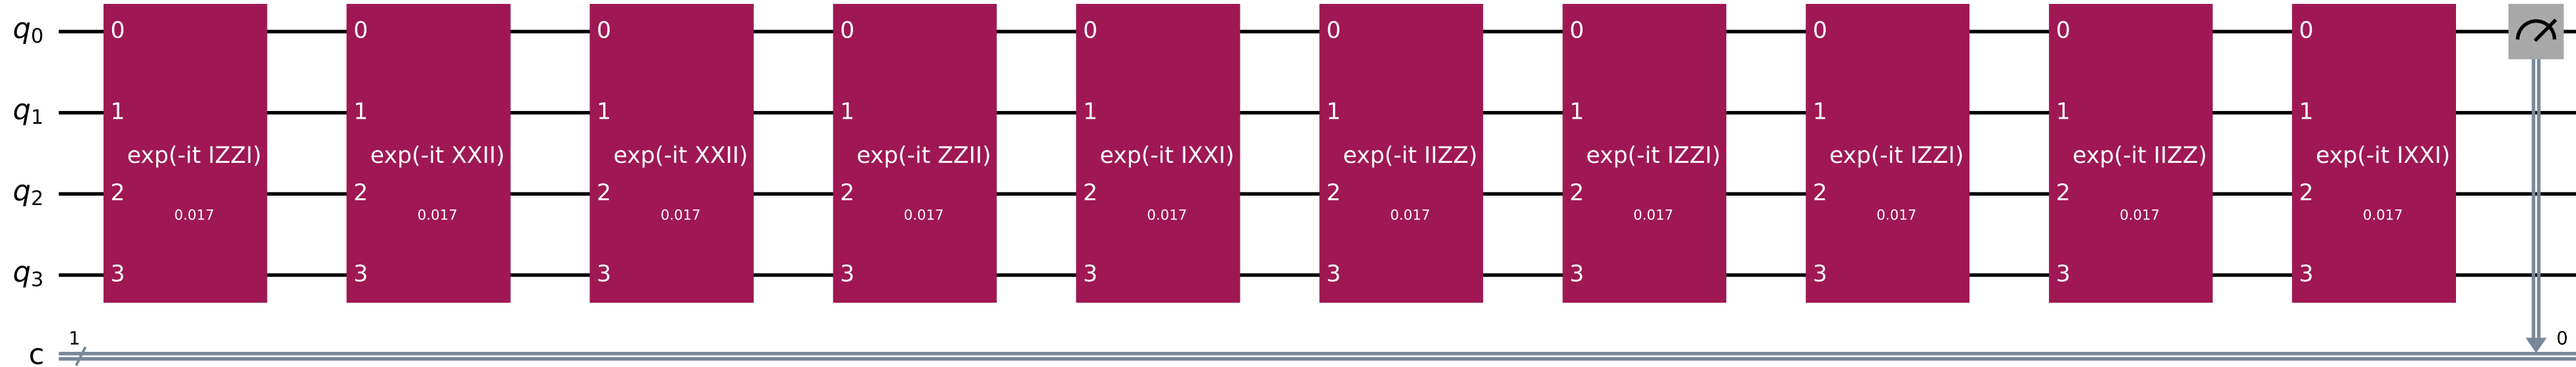 q0 0 0 0 0 0 0 0 0 0 0
q1 1 1 1 1 1 1 1 1 1 1
exp(-it IZZI) exp(-it XXII) exp(-it XXII) exp(-it ZZII) exp(-it IXXI) exp(-it IIZZ) exp(-it IZZI) exp(-it IZZI) exp(-it IIZZ) exp(-it IXXI)
q2 2 2 2 2 2 2 2 2 2 2
0.017 0.017 0.017 0.017 0.017 0.017 0.017 0.017 0.017 0.017
q3 3 3 3 3 3 3 3 3 3 3
1 0
c